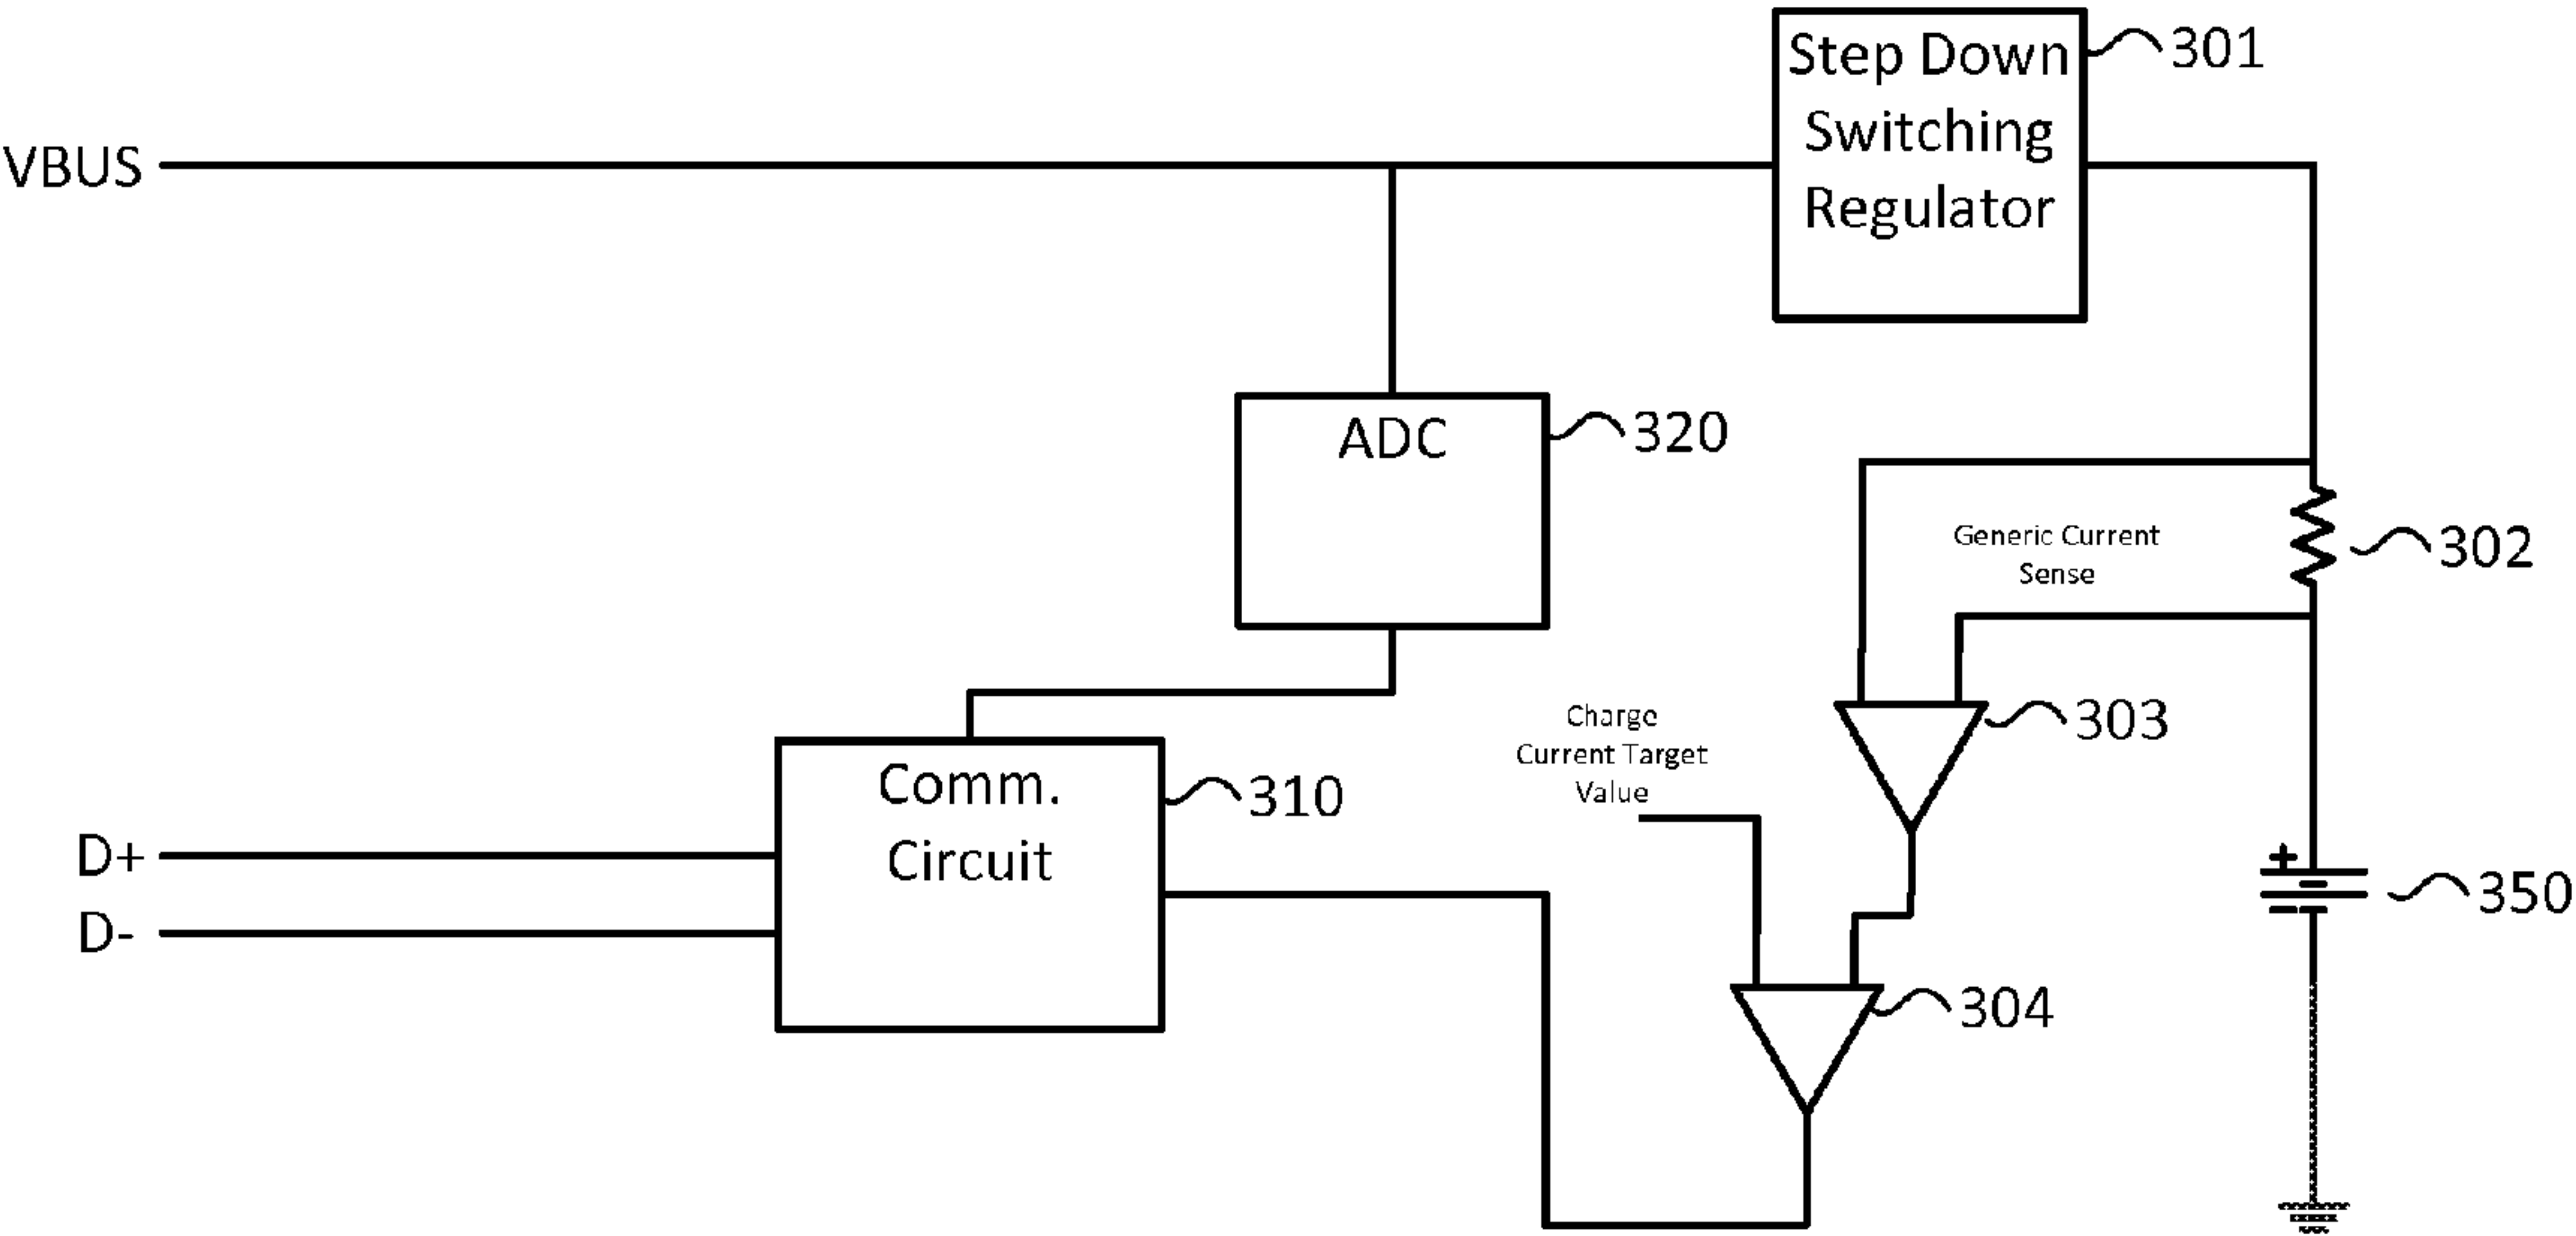 Step Down
Switching
Regulator
301
VBUS
ADC
320
Generic Current
Sense
302
Charge
Current Target
Value
303
Comm.
Circuit
310
D+
D-
350
304